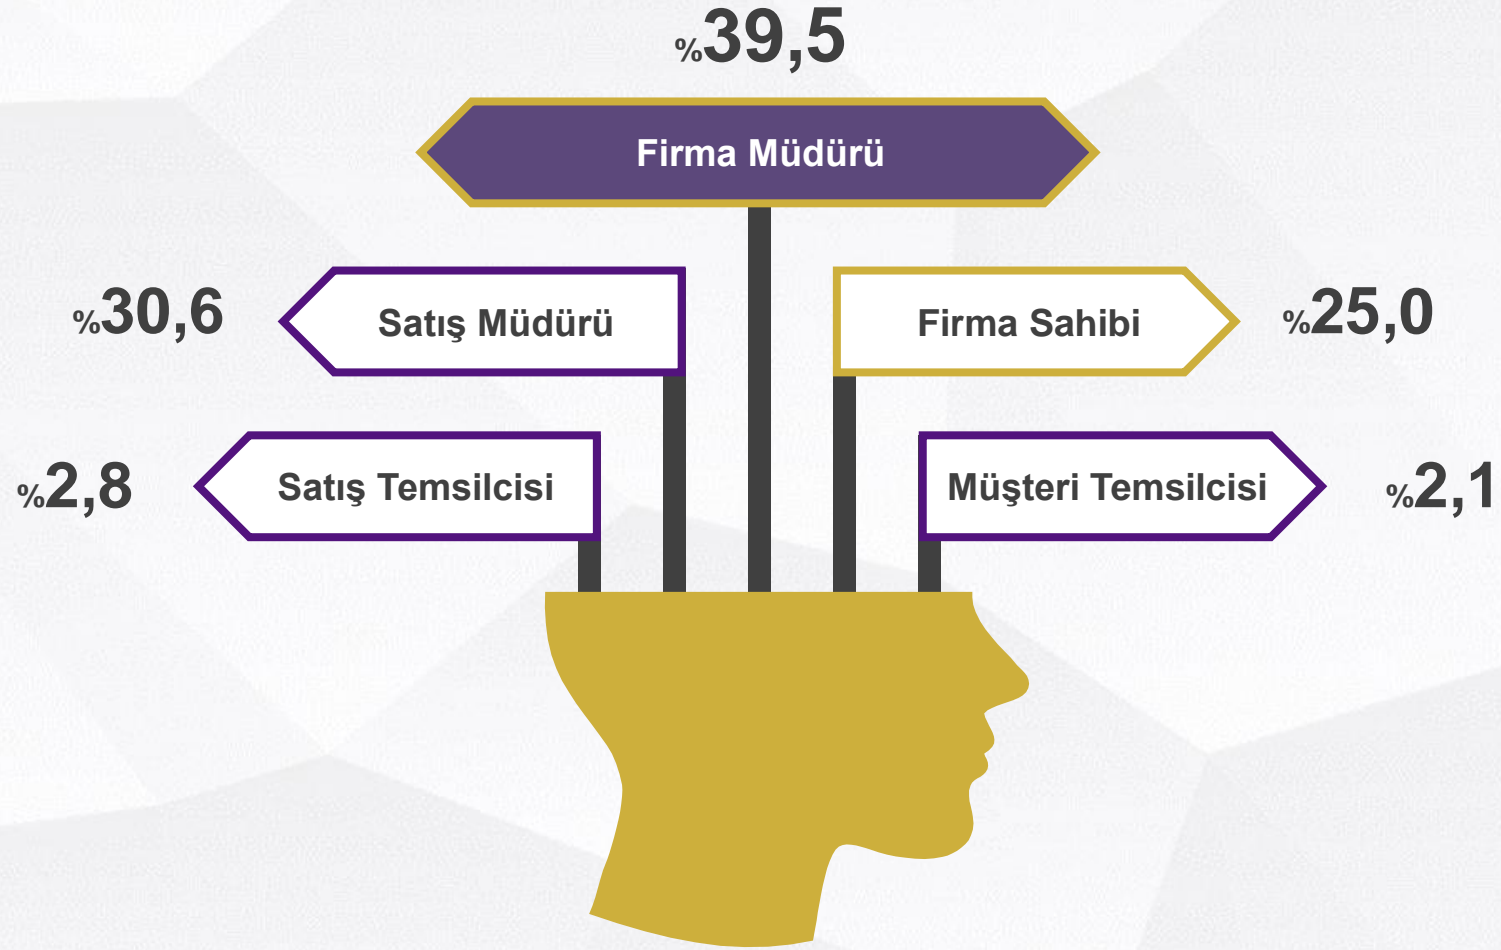 %39,5
Firma Müdürü
%30,6
Satış Müdürü
Firma Sahibi
%25,0
%2,8
Satış Temsilcisi
Müşteri Temsilcisi
%2,1